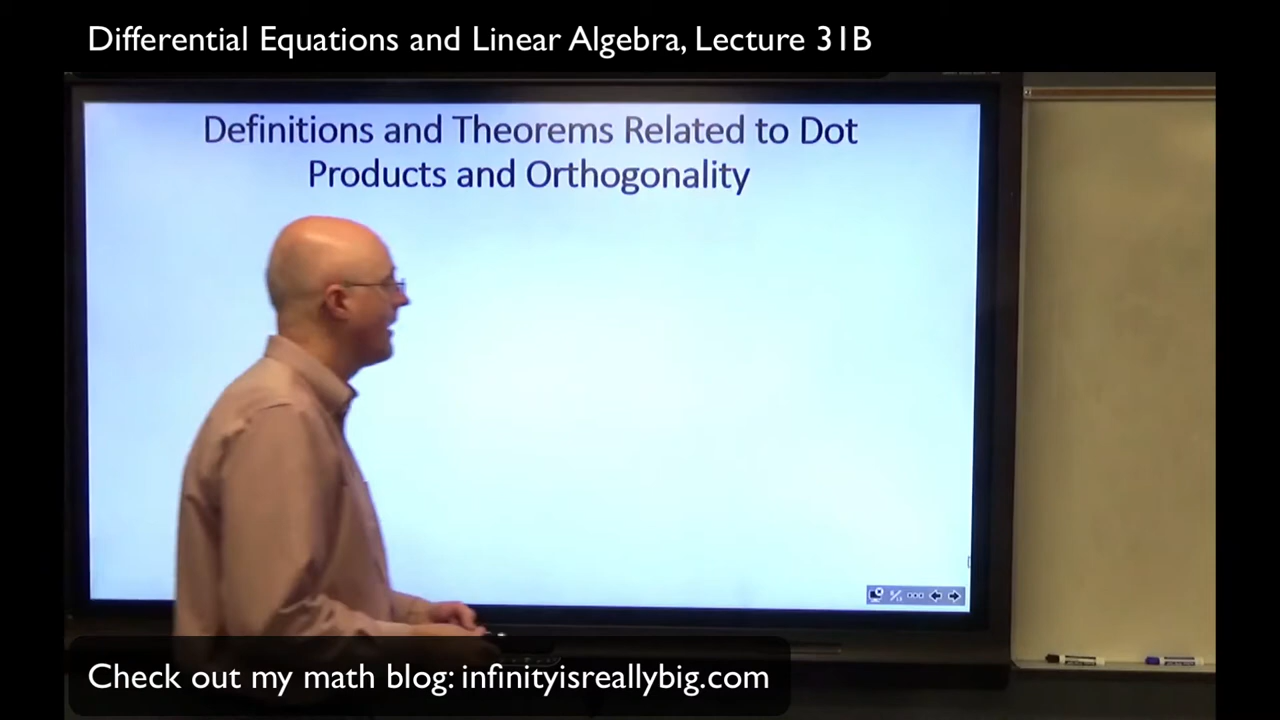 Differential Equations and Linear Algebra, Lecture 31B
Definitions and Theorems Related to Dot
Products and Orthogonality
Check out my math blog: infinityisreallybig.com